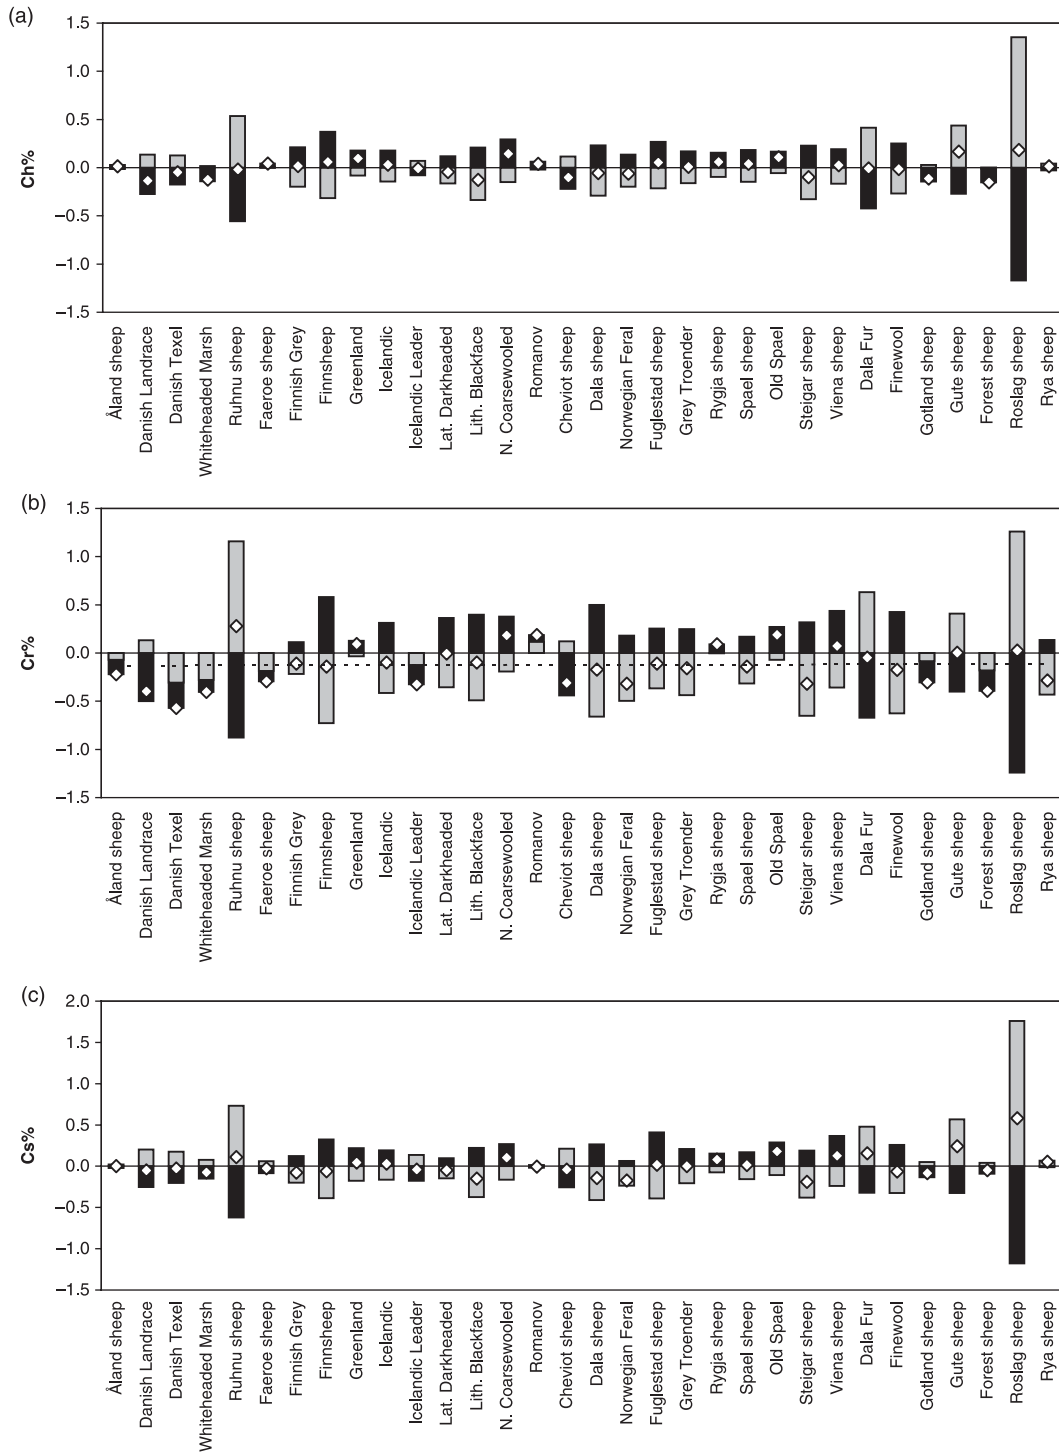 (a)
1.5
1.0
0.5
0.0
−0.5
−1.0
−1.5
Ch%
Åland sheep
Danish Landrace
Danish Texel
Whiteheaded Marsh
Ruhnu sheep
Faeroe sheep
Finnish Grey
Finnsheep
Greenland
Icelandic
Icelandic Leader
Lat. Darkheaded
Lith. Blackface
N. Coarsewooled
Romanov
Cheviot sheep
Dala sheep
Norwegian Feral
Fuglestad sheep
Grey Troender
Rygja sheep
Spael sheep
Old Spael
Steigar sheep
Viena sheep
Dala Fur
Finewool
Gotland sheep
Gute sheep
Forest sheep
Roslag sheep
Rya sheep
(b)
1.5
1.0
0.5
0.0
−0.5
−1.0
−1.5
Cr%
Åland sheep
Danish Landrace
Danish Texel
Whiteheaded Marsh
Ruhnu sheep
Faeroe sheep
Finnish Grey
Finnsheep
Greenland
Icelandic
Icelandic Leader
Lat. Darkheaded
Lith. Blackface
N. Coarsewooled
Romanov
Cheviot sheep
Dala sheep
Norwegian Feral
Fuglestad sheep
Grey Troender
Rygja sheep
Spael sheep
Old Spael
Steigar sheep
Viena sheep
Dala Fur
Finewool
Gotland sheep
Gute sheep
Forest sheep
Roslag sheep
Rya sheep
(c)
2.0
1.5
1.0
0.5
0.0
−0.5
−1.0
−1.5
Cs%
Åland sheep
Danish Landrace
Danish Texel
Whiteheaded Marsh
Ruhnu sheep
Faeroe sheep
Finnish Grey
Finnsheep
Greenland
Icelandic
Icelandic Leader
Lat. Darkheaded
Lith. Blackface
N. Coarsewooled
Romanov
Cheviot sheep
Dala sheep
Norwegian Feral
Fuglestad sheep
Grey Troender
Rygja sheep
Spael sheep
Old Spael
Steigar sheep
Viena sheep
Dala Fur
Finewool
Gotland sheep
Gute sheep
Forest sheep
Roslag sheep
Rya sheep